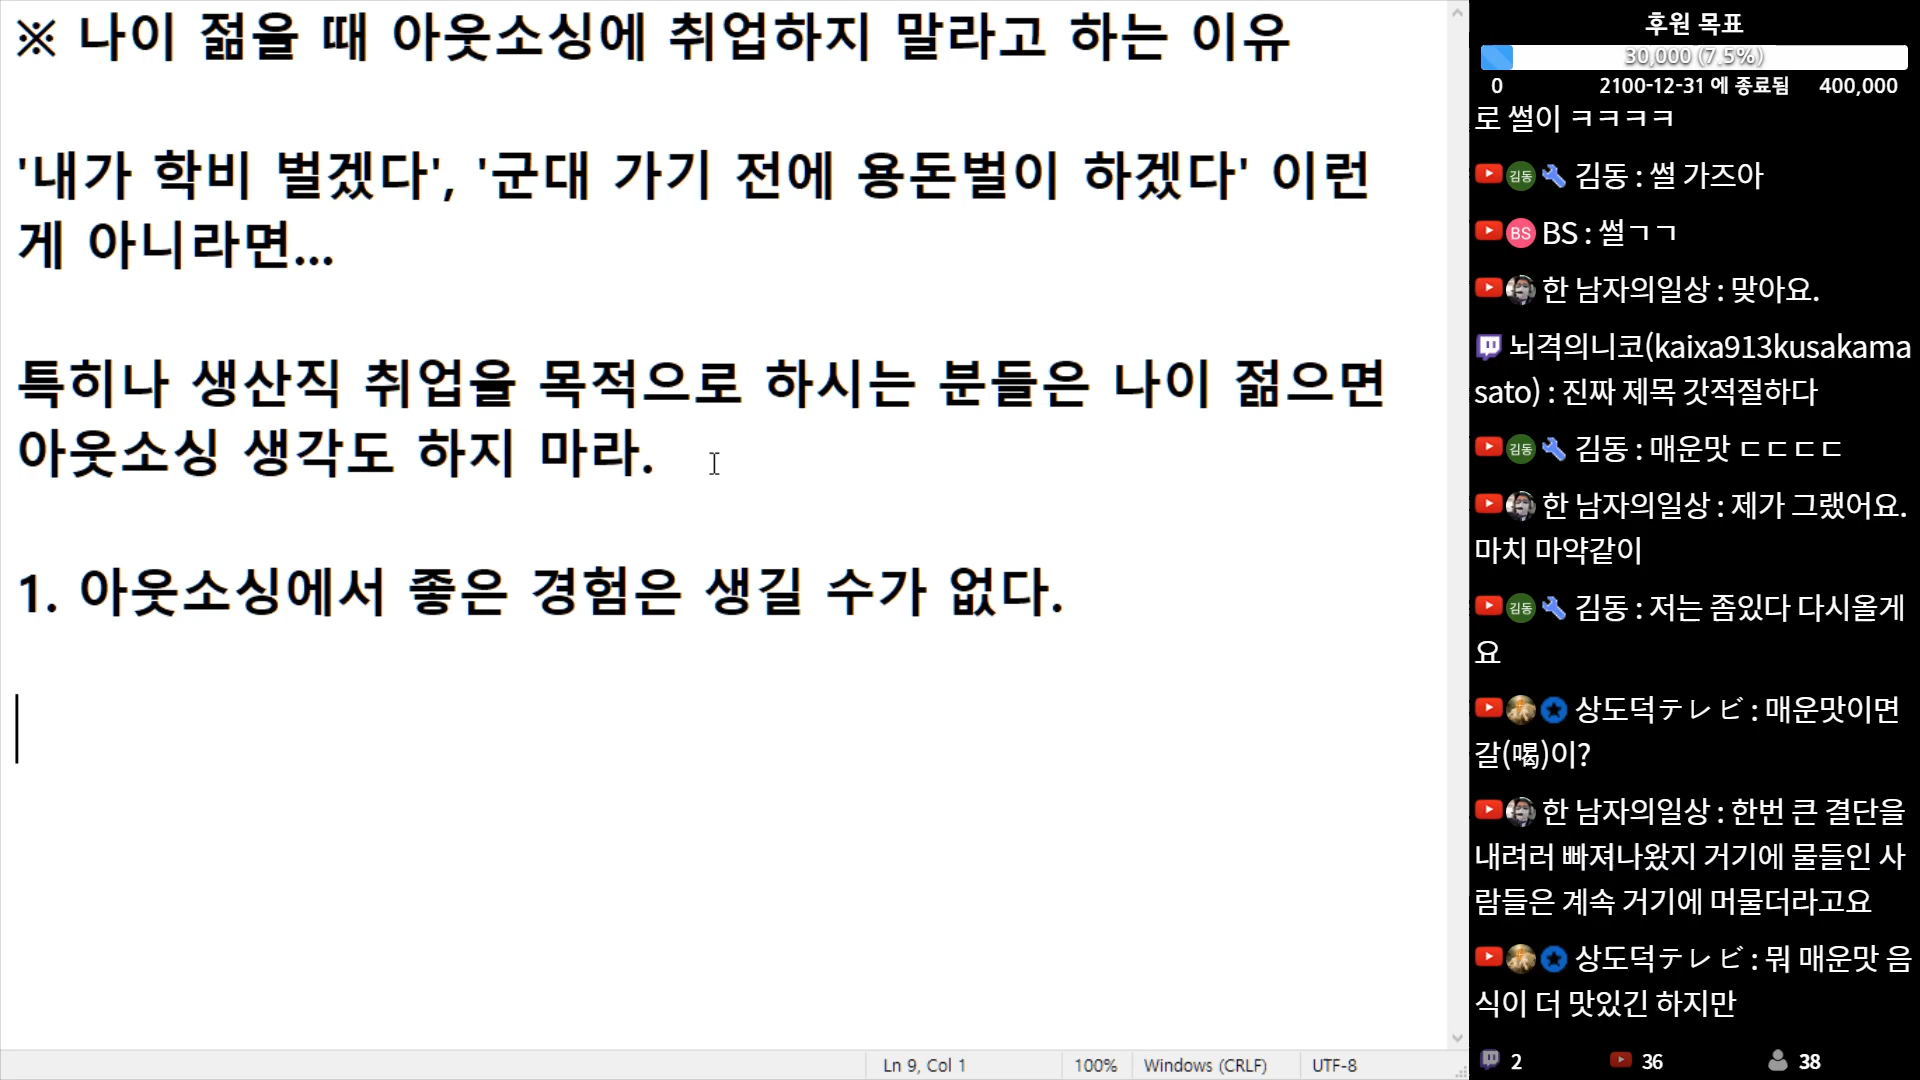 ※ 나이 젊을 때 아웃소싱에 취업하지 말라고 하는 이유
'내가 학비 벌겠다', '군대 가기 전에 용돈벌이 하겠다' 이런
게 아니라면...
특히나 생산직 취업을 목적으로 하시는 분들은 나이 젊으면
아웃소싱 생각도 하지 마라.
1. 아웃소싱에서 좋은 경험은 생길 수가 없다.
Ln 9, Col 1
100%
Windows (CRLF)
UTF-8
후원 목표
30,000 (7.5%)
0 2100-12-31 에 종료됨 400,000
로 썰이 ㅋㅋㅋㅋ
김동 김동 : 썰 가즈아
BS BS : 썰ㄱㄱ
한 남자의일상 : 맞아요.
뇌격의니코(kaixa913kusakama
sato) : 진짜 제목 갓적절하다
김동 김동 : 매운맛 ㄷㄷㄷㄷ
한 남자의일상 : 제가 그랬어요.
마치 마약같이
김동 김동 : 저는 좀있다 다시올게
요
상도덕テレビ : 매운맛이면
갈(喝)이?
한 남자의일상 : 한번 큰 결단을
내려러 빠져나왔지 거기에 물들인 사
람들은 계속 거기에 머물더라고요
상도덕テレビ : 뭐 매운맛 음
식이 더 맛있긴 하지만
2 36 38